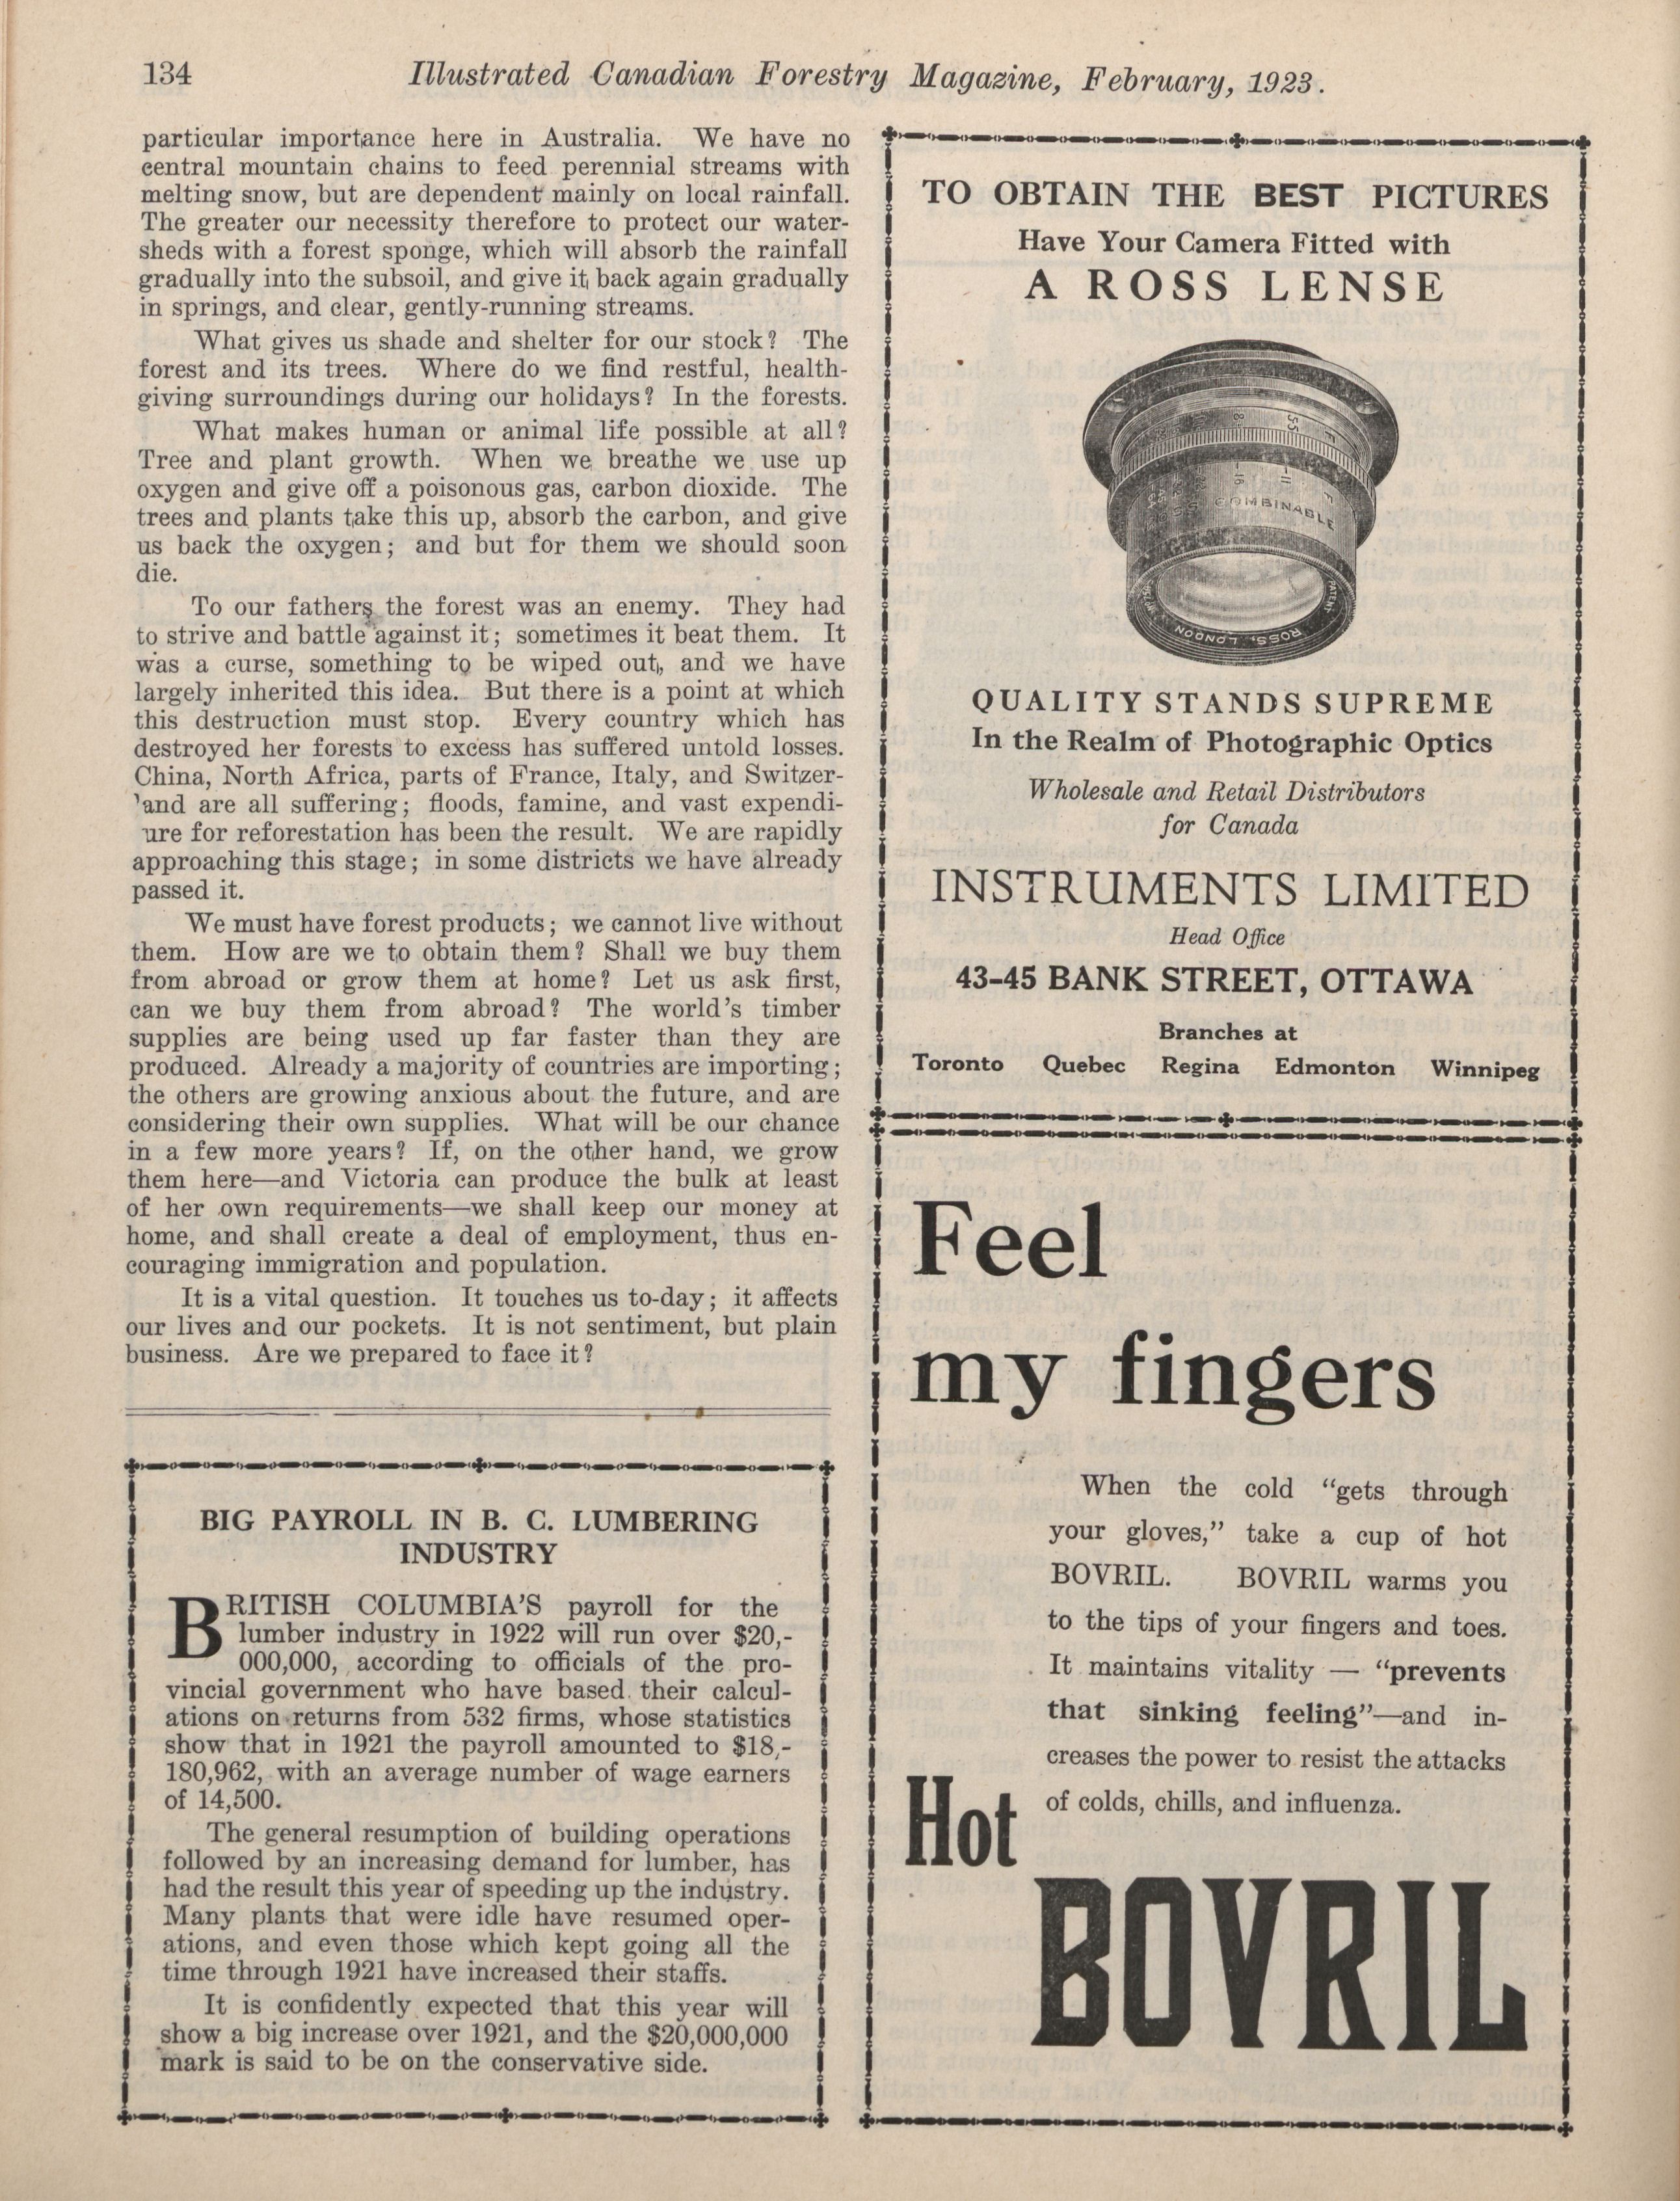 134
Illustrated Canadian Forestry Magazine, February, 1923.
particular importance here in Australia. We have no
central mountain chains to feed perennial streams with
melting snow, but are dependent mainly on local rainfall.
The greater our necessity therefore to protect our water-
sheds with a forest sponge, which will absorb the rainfall
gradually into the subsoil, and give it back again gradually
in springs, and clear, gently-running streams.
What gives us shade and shelter for our stock? The
forest and its trees. Where do we find restful, health-
giving surroundings during our holidays? In the forests.
What makes human or animal life possible at all?
Tree and plant growth. When we breathe we use up
oxygen and give off a poisonous gas, carbon dioxide. The
trees and plants take this up, absorb the carbon, and give
us back the oxygen; and but for them we should soon
die.
To our fathers the forest was an enemy. They had
to strive and battle against it; sometimes it beat them. It
was a curse, something to be wiped out, and we have
largely inherited this idea. But there is a point at which
this destruction must stop. Every country which has
destroyed her forests to excess has suffered untold losses.
China, North Africa, parts of France, Italy, and Switzer-
'and are all suffering; floods, famine, and vast expendi-
ure for reforestation has been the result. We are rapidly
approaching this stage; in some districts we have already
passed it.
We must have forest products; we cannot live without
them. How are we to obtain them? Shall we buy them
from abroad or grow them at home? Let us ask first,
can we buy them from abroad? The world's timber
supplies are being used up far faster than they are
produced. Already a majority of countries are importing;
the others are growing anxious about the future, and are
considering their own supplies. What will be our chance
in a few more years? If, on the other hand, we grow
them here—and Victoria can produce the bulk at least
of her own requirements—we shall keep our money at
home, and shall create a deal of employment, thus en-
couraging immigration and population.
It is a vital question. It touches us to-day; it affects
our lives and our pockets. It is not sentiment, but plain
business. Are we prepared to face it?
BIG PAYROLL IN B. C. LUMBERING
INDUSTRY
BRITISH COLUMBIA'S payroll for the
lumber industry in 1922 will run over $20,-
000,000, according to officials of the pro-
vincial government who have based their calcul-
ations on returns from 532 firms, whose statistics
show that in 1921 the payroll amounted to $18,-
180,962, with an average number of wage earners
of 14,500.
The general resumption of building operations
followed by an increasing demand for lumber, has
had the result this year of speeding up the industry.
Many plants that were idle have resumed oper-
ations, and even those which kept going all the
time through 1921 have increased their staffs.
It is confidently expected that this year will
show a big increase over 1921, and the $20,000,000
mark is said to be on the conservative side.
TO OBTAIN THE BEST PICTURES
Have Your Camera Fitted with
A ROSS LENSE
COMBINABLE
ROSS, LONDON
PATENT
QUALITY STANDS SUPREME
In the Realm of Photographic Optics
Wholesale and Retail Distributors
for Canada
INSTRUMENTS LIMITED
Head Office
43-45 BANK STREET, OTTAWA
Branches at
Toronto Quebec Regina Edmonton Winnipeg
Feel
my fingers
When the cold "gets through
your gloves," take a cup of hot
BOVRIL. BOVRIL warms you
to the tips of your fingers and toes.
It maintains vitality — "prevents
that sinking feeling"—and in-
creases the power to resist the attacks
of colds, chills, and influenza.
Hot
BOVRIL